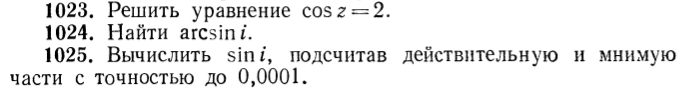 1023. Решить уравнение cos z = 2.
1024. Найти arcsin i.
1025. Вычислить sin i, подсчитав действительную и мнимую
части с точностью до 0,0001.